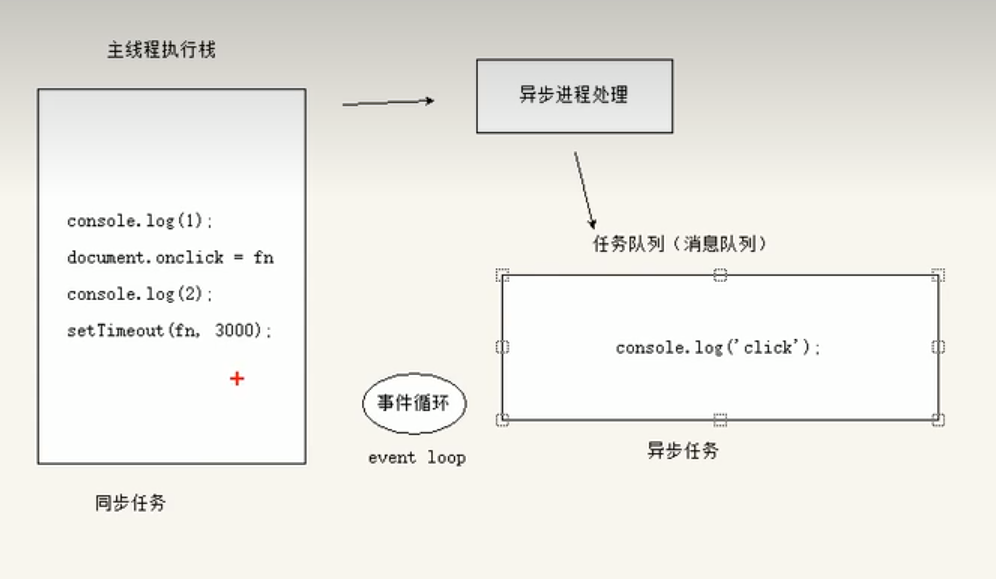 主线程执行栈
异步进程处理
console.log(1);
document.onclick = fn
console.log(2);
setTimeout(fn, 3000);
任务队列（消息队列）
console.log('click');
事件循环
event loop
异步任务
同步任务